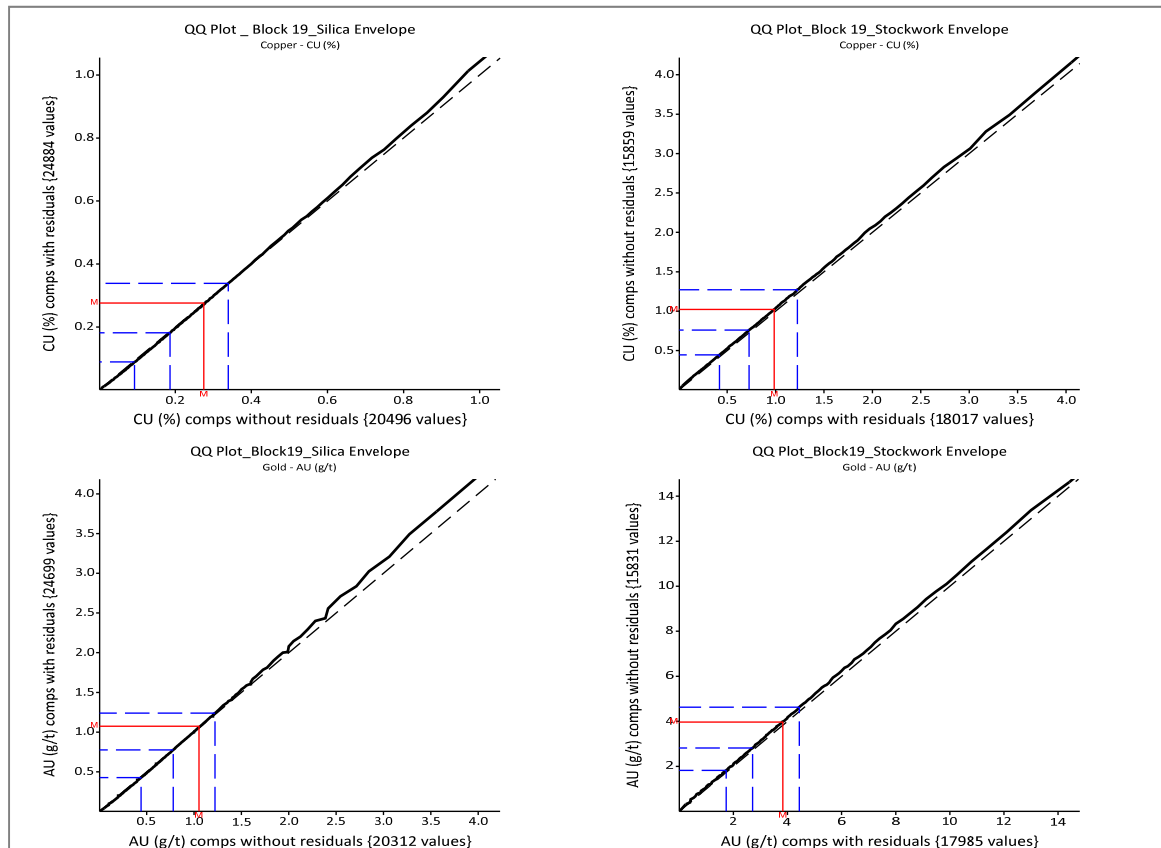 QQ Plot _ Block 19_Silica Envelope
Copper - CU (%)
CU (%) comps with residuals {24884 values}
1.0
0.8
0.6
0.4
0.2
M
0.2
0.4
0.6
0.8
1.0
M
CU (%) comps without residuals {20496 values}
QQ Plot_Block 19_Stockwork Envelope
Copper - CU (%)
CU (%) comps without residuals {15859 values}
4.0
3.5
3.0
2.5
2.0
1.5
1.0
0.5
M
0.5
1.0
1.5
2.0
2.5
3.0
3.5
4.0
M
CU (%) comps with residuals {18017 values}
QQ Plot_Block19_Silica Envelope
Gold - AU (g/t)
AU (g/t) comps with residuals {24699 values}
4.0
3.5
3.0
2.5
2.0
1.5
1.0
0.5
M
0.5
1.0
1.5
2.0
2.5
3.0
3.5
4.0
M
AU (g/t) comps without residuals {20312 values}
QQ Plot_Block19_Stockwork Envelope
Gold - AU (g/t)
AU (g/t) comps without residuals {15831 values}
14
12
10
8
6
4
2
M
2
4
6
8
10
12
14
M
AU (g/t) comps with residuals {17985 values}